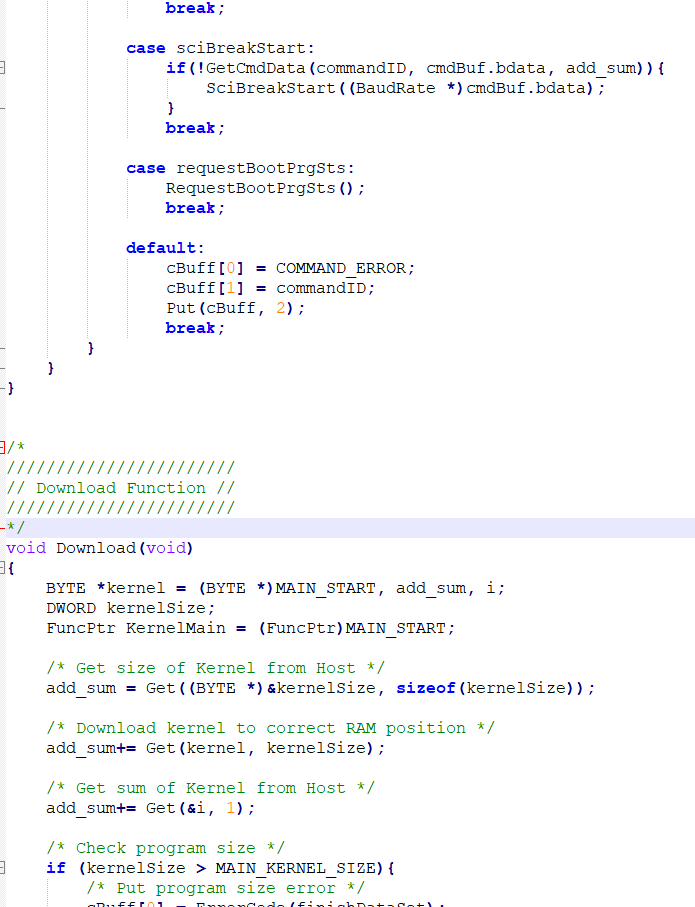 break;
case sciBreakStart:
if(!GetCmdData(commandID, cmdBuf.bdata, add_sum)){
SciBreakStart((BaudRate *)cmdBuf.bdata);
}
break;
case requestBootPrgSts:
RequestBootPrgSts();
break;
default:
cBuff[0] = COMMAND_ERROR;
cBuff[1] = commandID;
Put(cBuff, 2);
break;
}
}
}
/*
///////////////////////
// Download Function //
///////////////////////
*/
void Download(void)
{
BYTE *kernel = (BYTE *)MAIN_START, add_sum, i;
DWORD kernelSize;
FuncPtr KernelMain = (FuncPtr)MAIN_START;
/* Get size of Kernel from Host */
add_sum = Get((BYTE *)&kernelSize, sizeof(kernelSize));
/* Download kernel to correct RAM position */
add_sum+= Get(kernel, kernelSize);
/* Get sum of Kernel from Host */
add_sum+= Get(&i, 1);
/* Check program size */
if (kernelSize > MAIN_KERNEL_SIZE){
/* Put program size error */
cBuff[0] = ErrorCode(finishDataSet);